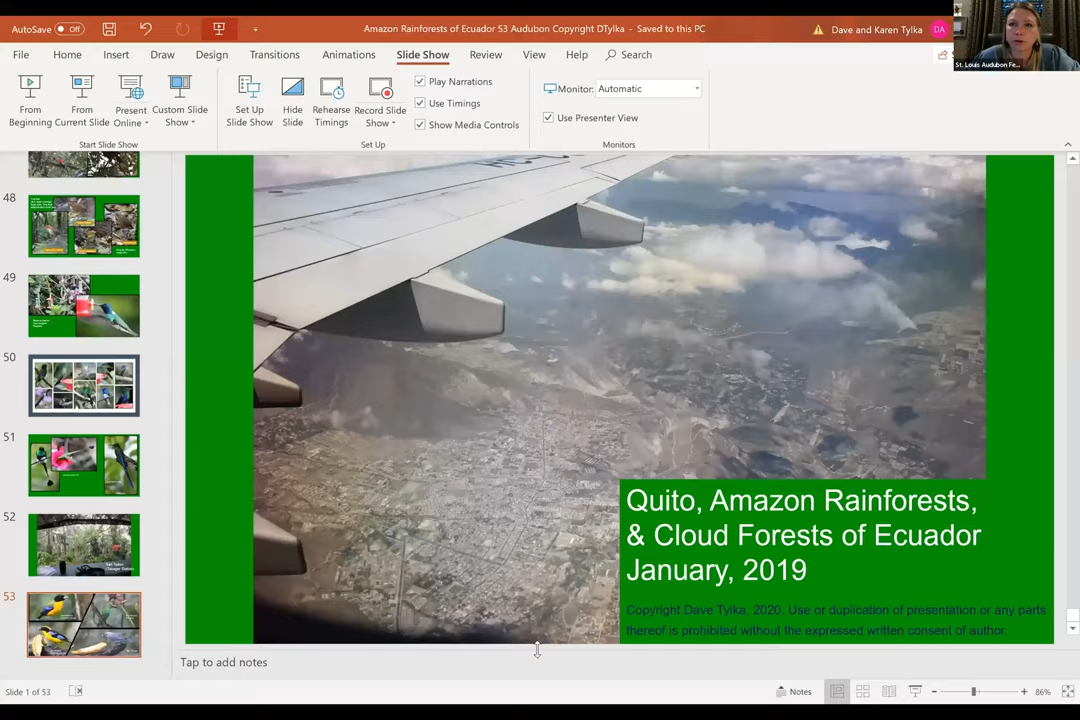 AutoSave Off
Amazon Rainforests of Ecuador 53 Audubon Copyright DTylka - Saved to this PC
Dave and Karen Tylka DA
St. Louis Audubon Fe...
File Home Insert Draw Design Transitions Animations Slide Show Review View Help Search
From Beginning
From Current Slide
Present Online
Custom Slide Show
Set Up Slide Show
Hide Slide
Rehearse Timings
Record Slide Show
Play Narrations
Use Timings
Show Media Controls
Monitor: Automatic
Use Presenter View
Start Slide Show Set Up Monitors
48
49
50
51
52
53
Quito, Amazon Rainforests,
& Cloud Forests of Ecuador
January, 2019
Copyright Dave Tylka, 2020. Use or duplication of presentation or any parts
thereof is prohibited without the expressed written consent of author.
Tap to add notes
Slide 1 of 53 Notes 86%